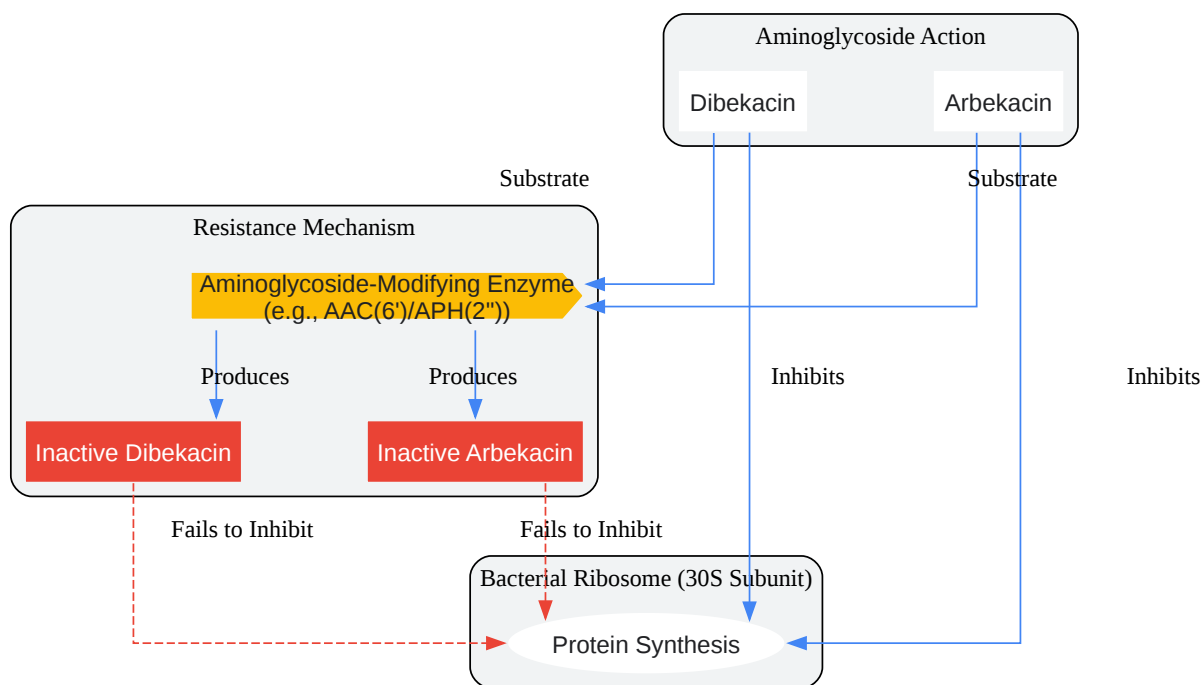 Aminoglycoside Action
Dibekacin
Arbekacin
Substrate
Substrate
Resistance Mechanism
Aminoglycoside-Modifying Enzyme
(e.g., AAC(6')/APH(2''))
Produces
Produces
Inhibits
Inhibits
Inactive Dibekacin
Inactive Arbekacin
Fails to Inhibit
Fails to Inhibit
Bacterial Ribosome (30S Subunit)
Protein Synthesis